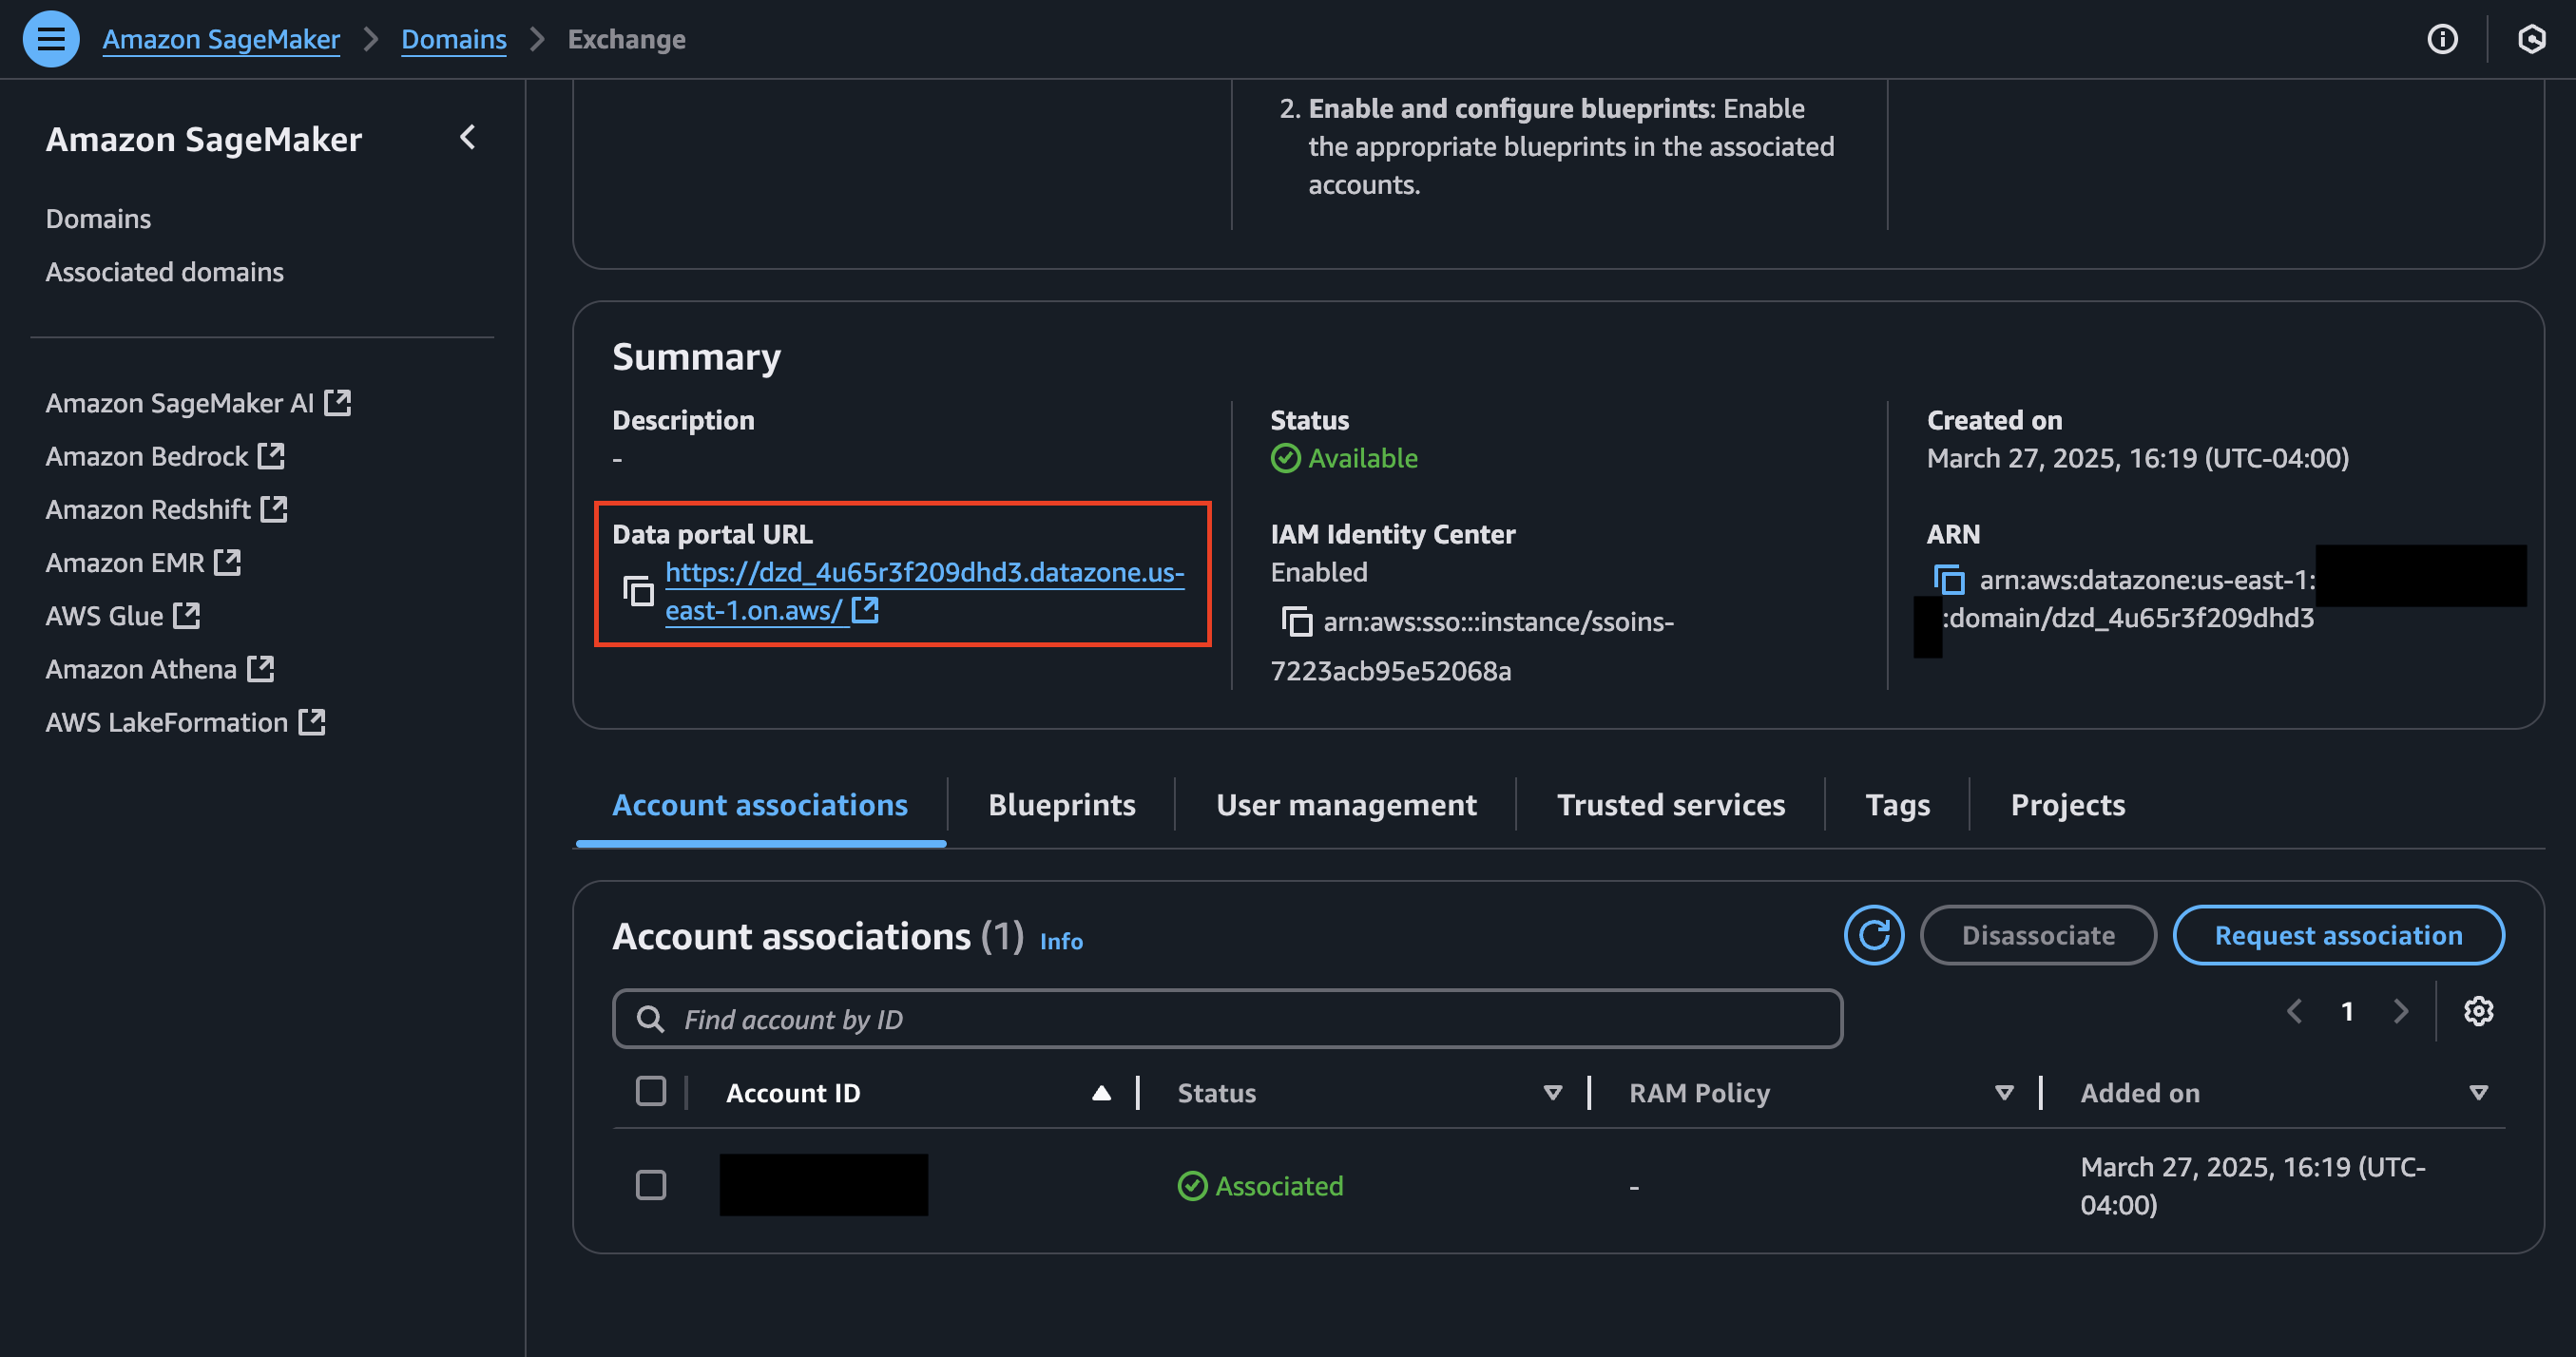 Amazon SageMaker > Domains > Exchange
Amazon SageMaker
Domains
Associated domains
Amazon SageMaker AI
Amazon Bedrock
Amazon Redshift
Amazon EMR
AWS Glue
Amazon Athena
AWS LakeFormation
2. Enable and configure blueprints: Enable
the appropriate blueprints in the associated
accounts.
Summary
Description
-
Data portal URL
https://dzd_4u65r3f209dhd3.datazone.us-
east-1.on.aws/
Status
Available
IAM Identity Center
Enabled
arn:aws:sso:::instance/ssoins-
7223acb95e52068a
Created on
March 27, 2025, 16:19 (UTC-04:00)
ARN
arn:aws:datazone:us-east-1:
:domain/dzd_4u65r3f209dhd3
Account associations Blueprints User management Trusted services Tags Projects
Account associations (1) Info
Disassociate Request association
Find account by ID
1
Account ID Status RAM Policy Added on
Associated - March 27, 2025, 16:19 (UTC-
04:00)